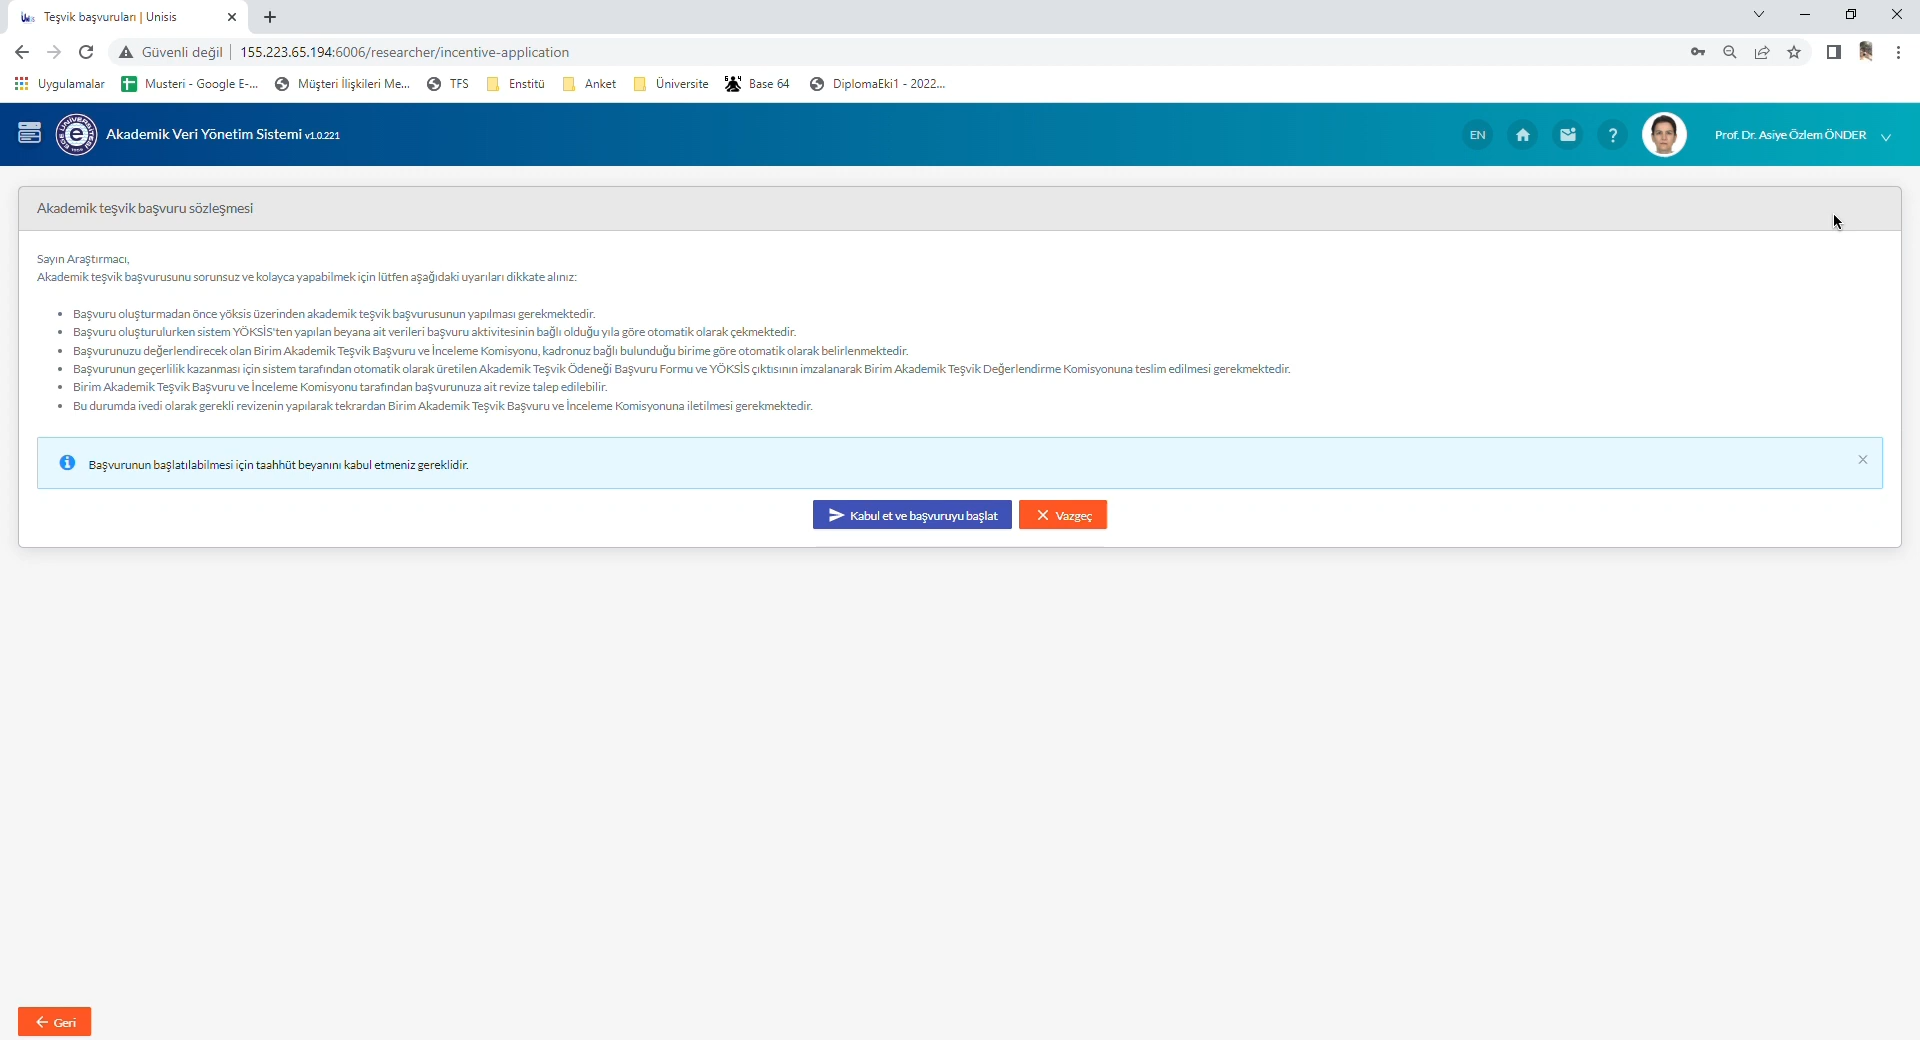 Teşvik başvuruları | Unisis
Güvenli değil
155.223.65.194:6006/researcher/incentive-application
Uygulamalar
Musteri - Google E-...
Müşteri İlişkileri Me...
TFS
Enstitü
Anket
Üniversite
Base 64
DiplomaEki1 - 2022...
Akademik Veri Yönetim Sistemi v1.0.221
EN
?
Prof. Dr. Asiye Özlem ÖNDER
Akademik teşvik başvuru sözleşmesi
Sayın Araştırmacı,
Akademik teşvik başvurusunu sorunsuz ve kolayca yapabilmek için lütfen aşağıdaki uyarıları dikkate alınız:
• Başvuru oluşturmadan önce yöksis üzerinden akademik teşvik başvurusunun yapılması gerekmektedir.
• Başvuru oluşturulurken sistem YÖKSİS'ten yapılan beyana ait verileri başvuru aktivitesinin bağlı olduğu yıla göre otomatik olarak çekmektedir.
• Başvurunuzu değerlendirecek olan Birim Akademik Teşvik Başvuru ve İnceleme Komisyonu, kadronuz bağlı bulunduğu birime göre otomatik olarak belirlenmektedir.
• Başvurunun geçerlilik kazanması için sistem tarafından otomatik olarak üretilen Akademik Teşvik Ödeneği Başvuru Formu ve YÖKSİS çıktısının imzalanarak Birim Akademik Teşvik Değerlendirme Komisyonuna teslim edilmesi gerekmektedir.
• Birim Akademik Teşvik Başvuru ve İnceleme Komisyonu tarafından başvurunuza ait revize talep edilebilir.
• Bu durumda ivedi olarak gerekli revizenin yapılarak tekrardan Birim Akademik Teşvik Başvuru ve İnceleme Komisyonuna iletilmesi gerekmektedir.
Başvurunun başlatılabilmesi için taahhüt beyanını kabul etmeniz gereklidir.
Kabul et ve başvuruyu başlat
Vazgeç
Geri